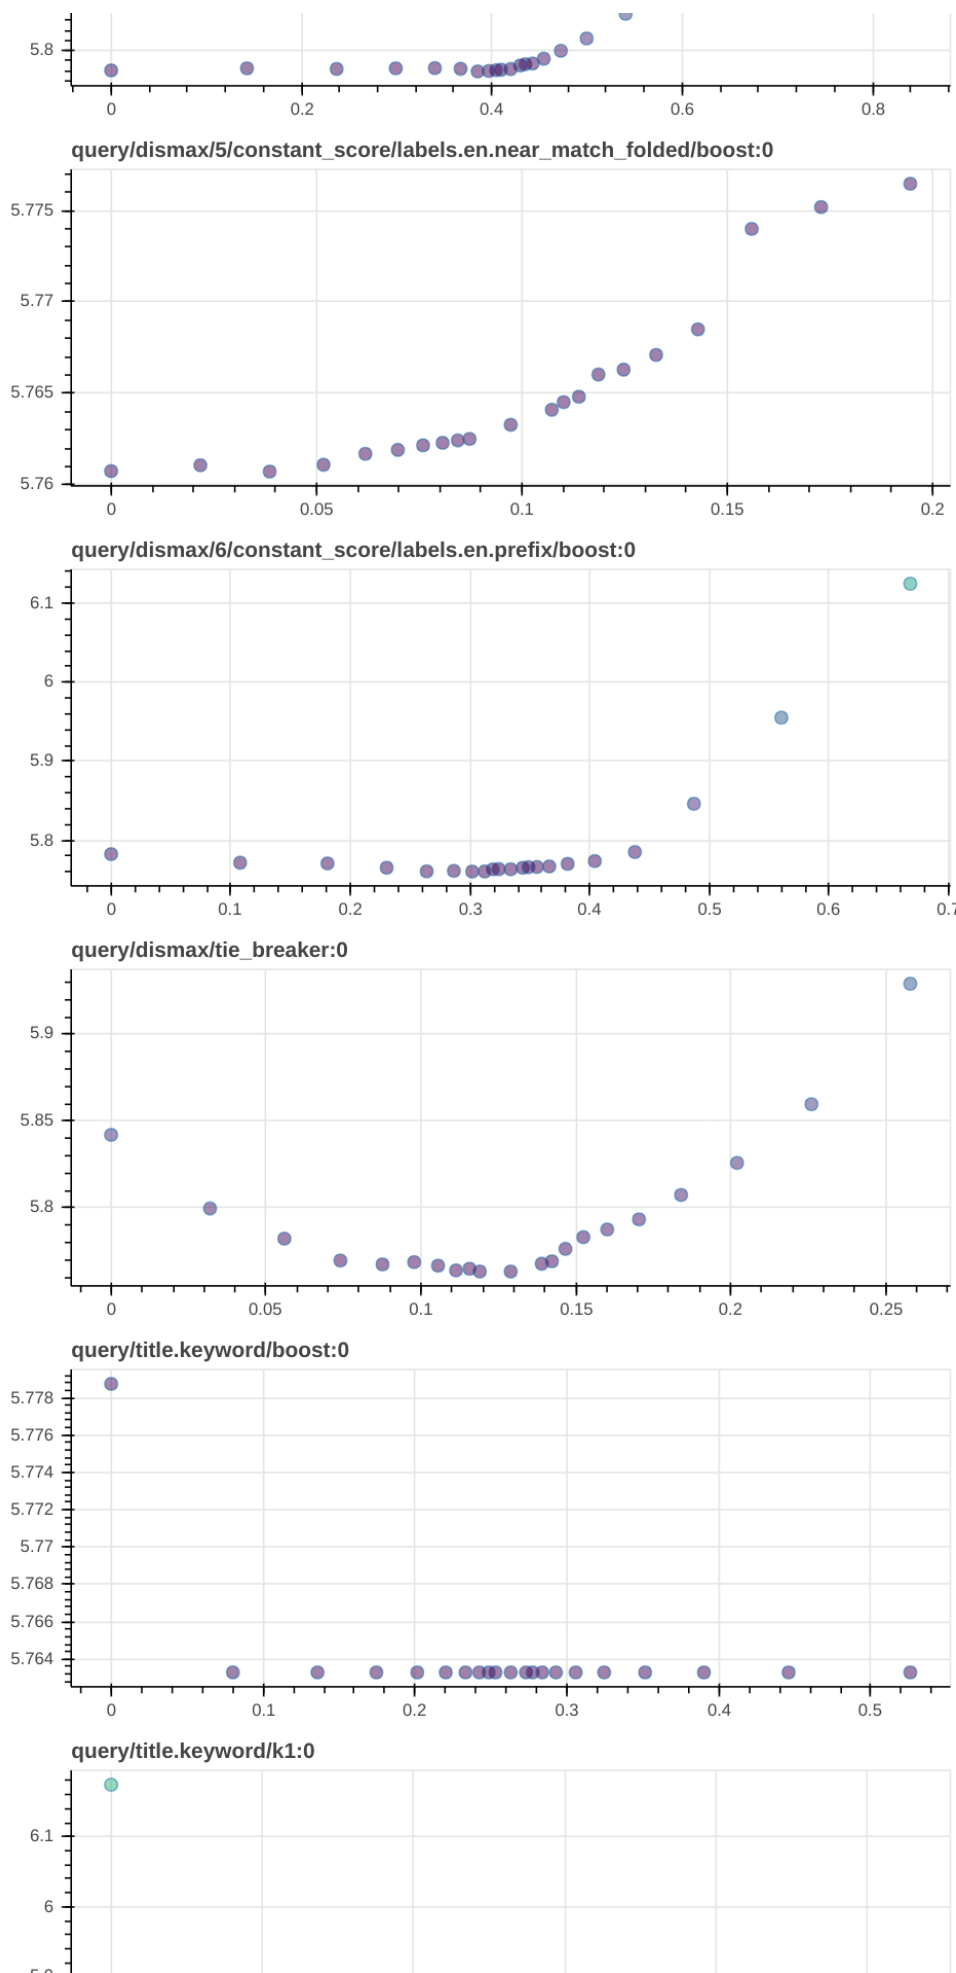 5.8
0 0.2 0.4 0.6 0.8
query/dismax/5/constant_score/labels.en.near_match_folded/boost:0
5.775
5.77
5.765
5.76
0 0.05 0.1 0.15 0.2
query/dismax/6/constant_score/labels.en.prefix/boost:0
6.1
6
5.9
5.8
0 0.1 0.2 0.3 0.4 0.5 0.6 0.7
query/dismax/tie_breaker:0
5.9
5.85
5.8
0 0.05 0.1 0.15 0.2 0.25
query/title.keyword/boost:0
5.778
5.776
5.774
5.772
5.77
5.768
5.766
5.764
0 0.1 0.2 0.3 0.4 0.5
query/title.keyword/k1:0
6.1
6